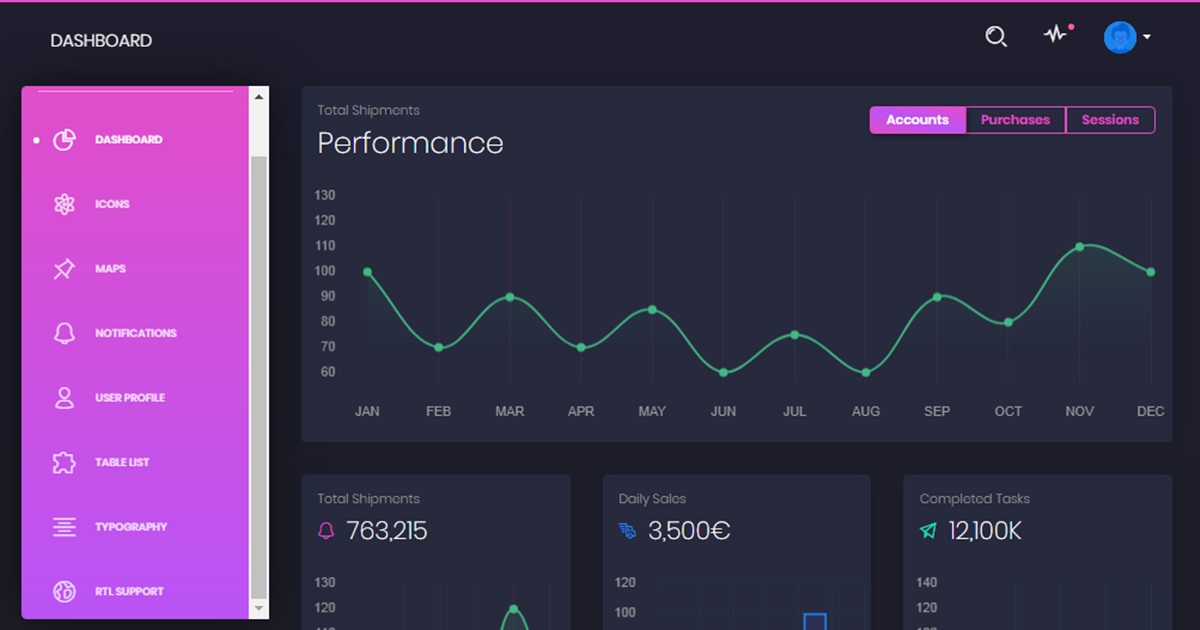 DASHBOARD
DASHBOARD
ICONS
MAPS
NOTIFICATIONS
USER PROFILE
TABLE LIST
TYPOGRAPHY
RTL SUPPORT
Total Shipments
Performance
Accounts Purchases Sessions
130
120
110
100
90
80
70
60
JAN FEB MAR APR MAY JUN JUL AUG SEP OCT NOV DEC
Total Shipments
763,215
130
120
Daily Sales
3,500€
120
100
Completed Tasks
12,100K
140
120